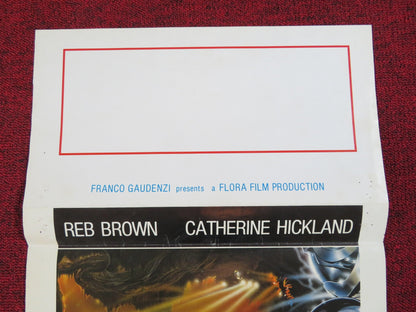 FRANCO GAUDENZI presents a FLORA FILM PRODUCTION
REB BROWN CATHERINE HICKLAND